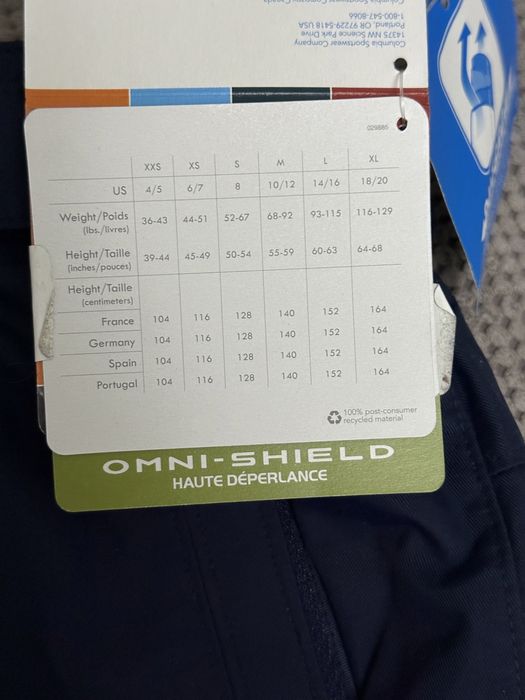 Columbia Sportswear Company
14375 NW Science Park Drive
Portland, OR 97229-5418 USA
1-800-547-8066
029885
XXS XS S M L XL
US 4/5 6/7 8 10/12 14/16 18/20
Weight/Poids (lbs./livres) 36-43 44-51 52-67 68-92 93-115 116-129
Height/Taille (inches/pouces) 39-44 45-49 50-54 55-59 60-63 64-68
Height/Taille (centimeters)
France 104 116 128 140 152 164
Germany 104 116 128 140 152 164
Spain 104 116 128 140 152 164
Portugal 104 116 128 140 152 164
100% post-consumer
recycled material
OMNI-SHIELD
HAUTE DÉPERLANCE